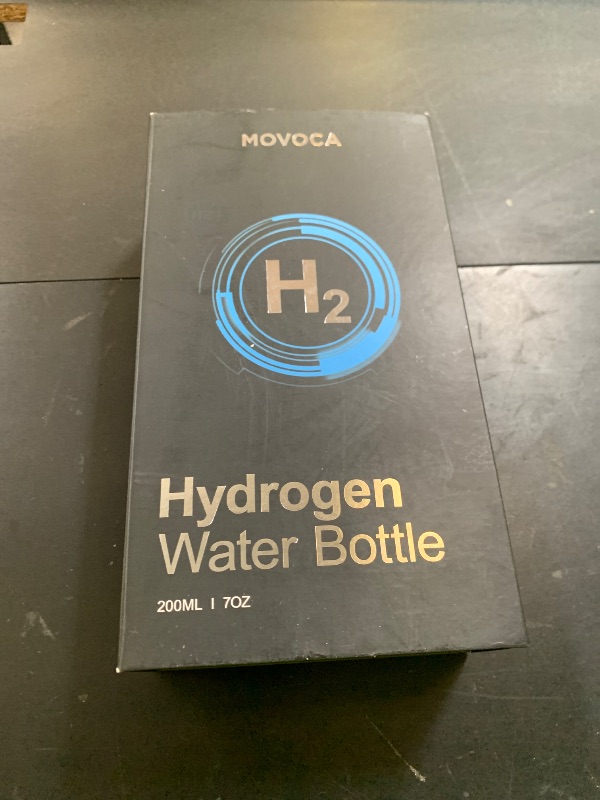 MOVOCA
H2
Hydrogen
Water Bottle
200ML I 7OZ